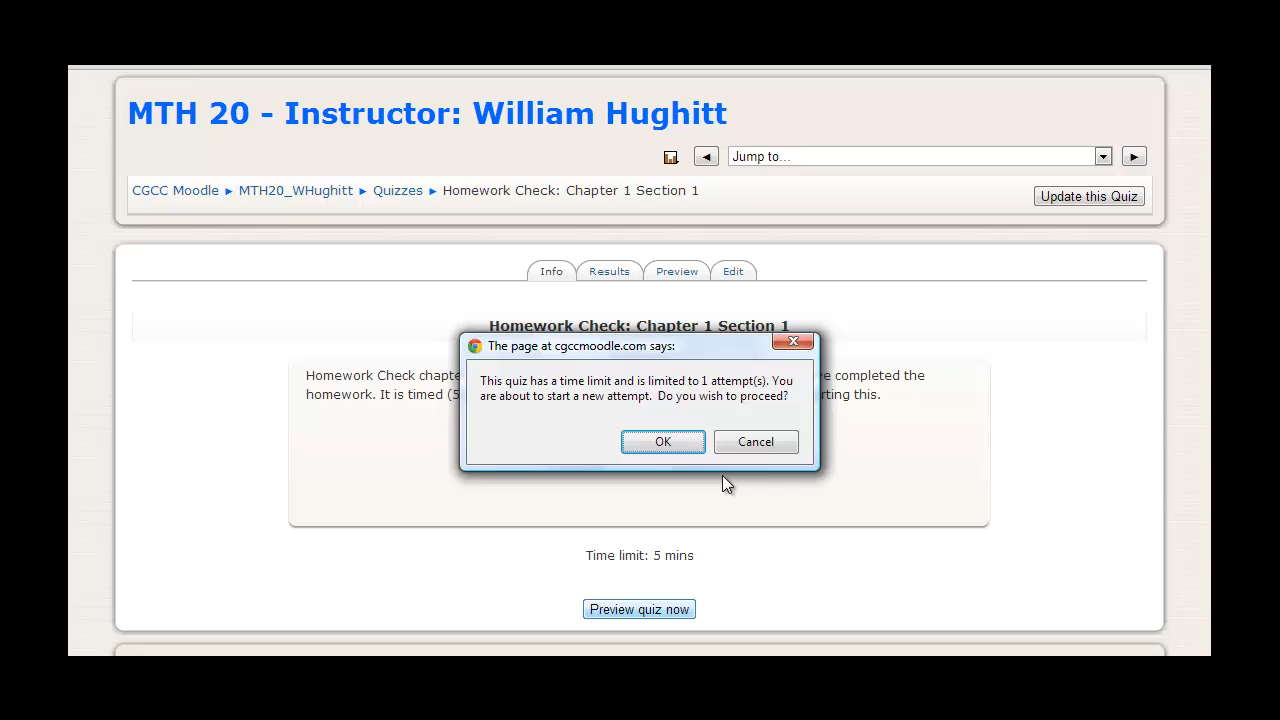 MTH 20 - Instructor: William Hughitt
Jump to...
CGCC Moodle ► MTH20_WHughitt ► Quizzes ► Homework Check: Chapter 1 Section 1
Update this Quiz
Info Results Preview Edit
Homework Check: Chapter 1 Section 1
The page at cgccmoodle.com says:
This quiz has a time limit and is limited to 1 attempt(s). You
are about to start a new attempt. Do you wish to proceed?
OK Cancel
Homework Check completed the
homework. It is timed (5 this.
Time limit: 5 mins
Preview quiz now